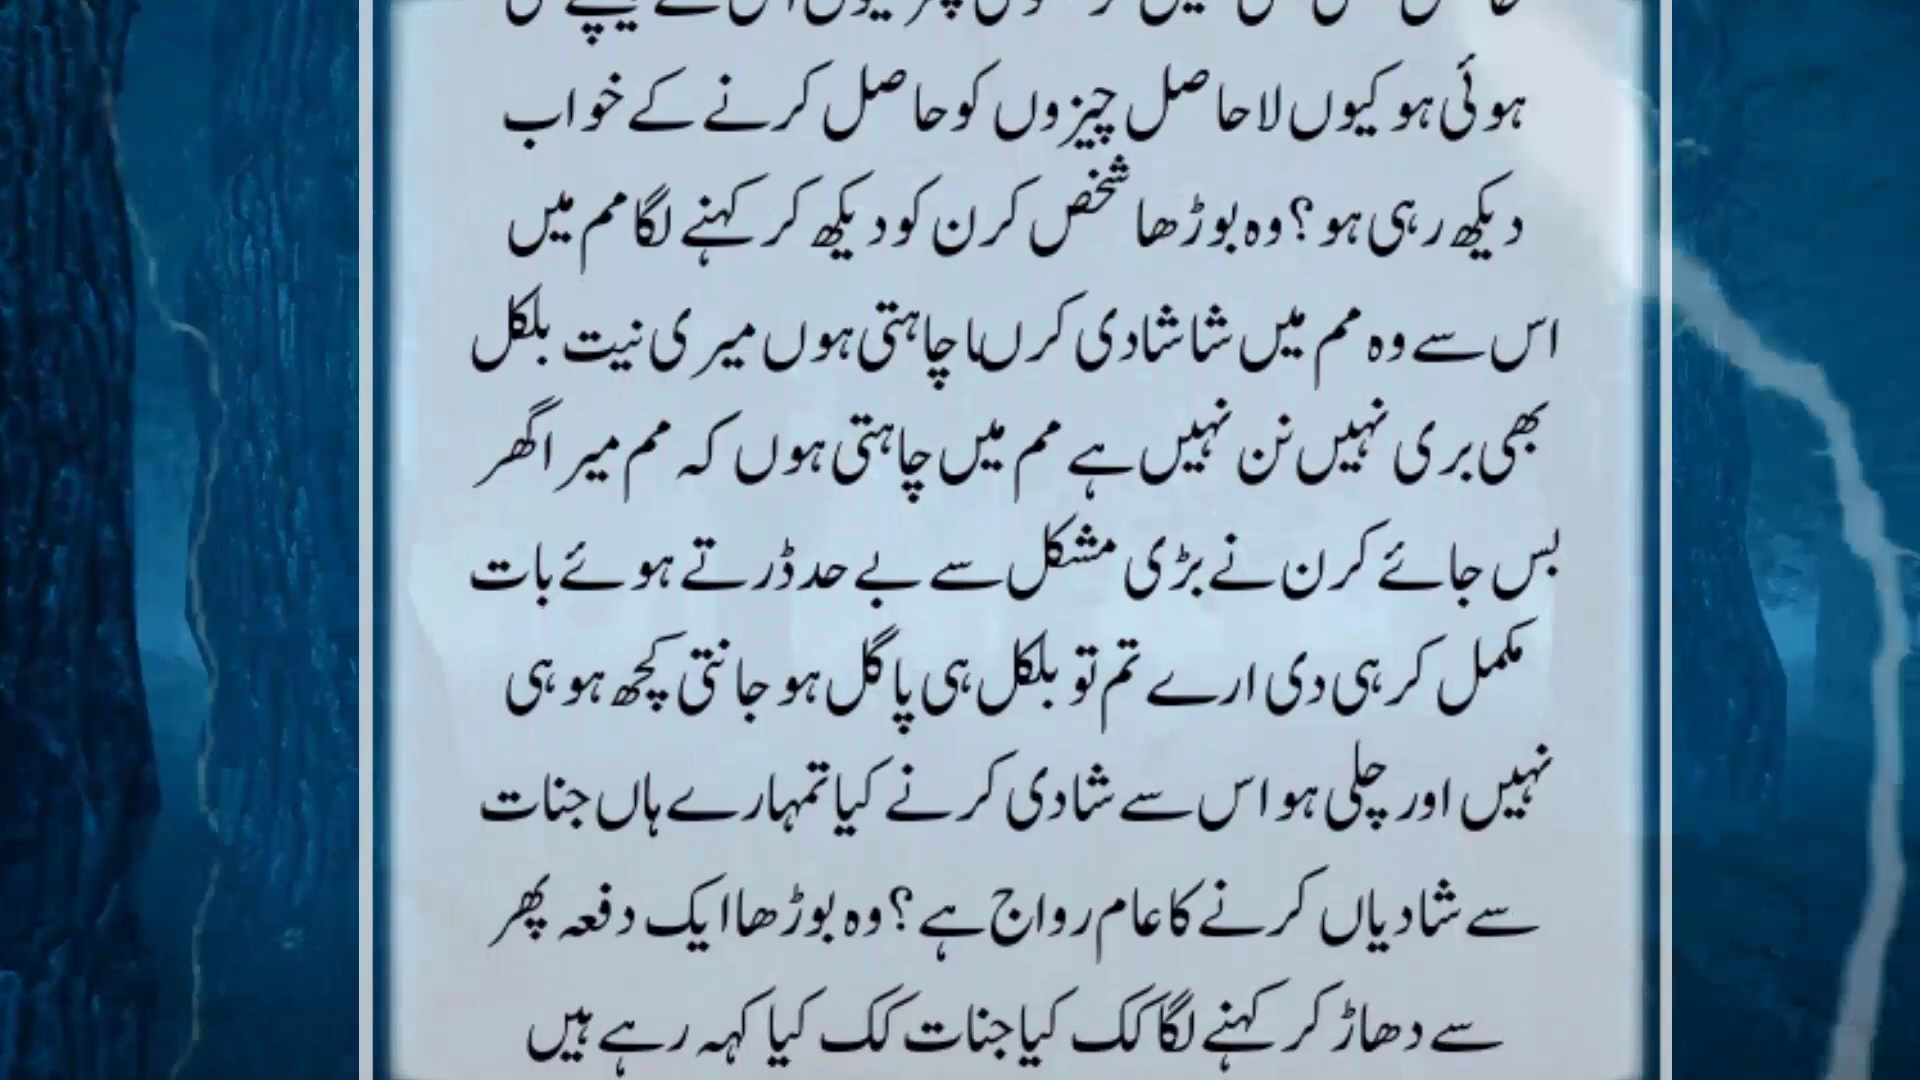 ہوئی ہو کیوں لاحاصل چیزوں کو حاصل کرنے کے خواب
دیکھ رہی ہو ؟ وہ بوڑھا شخص کرن کو دیکھ کر کہنے لگا مم میں
اس سے وہ مم میں شا شادی کرںا چاہتی ہوں میری نیت بلکل
بھی بری نہیں نن نہیں ہے مم میں چاہتی ہوں کہ مم میر اگھر
بس جائے کرن نے بڑی مشکل سے بے حد ڈرتے ہوئے بات
مکمل کر ہی دی ارے تم تو بلکل ہی پاگل ہو جانتی کچھ ہو ہی
نہیں اور چلی ہو اس سے شادی کرنے کیا تمہارے ہاں جنات
سے شادیاں کرنے کا عام رواج ہے ؟ وہ بوڑھا ایک دفعہ پھر
سے دھاڑ کر کہنے لگا کک کیا جنات کک کیا کہہ رہے ہیں